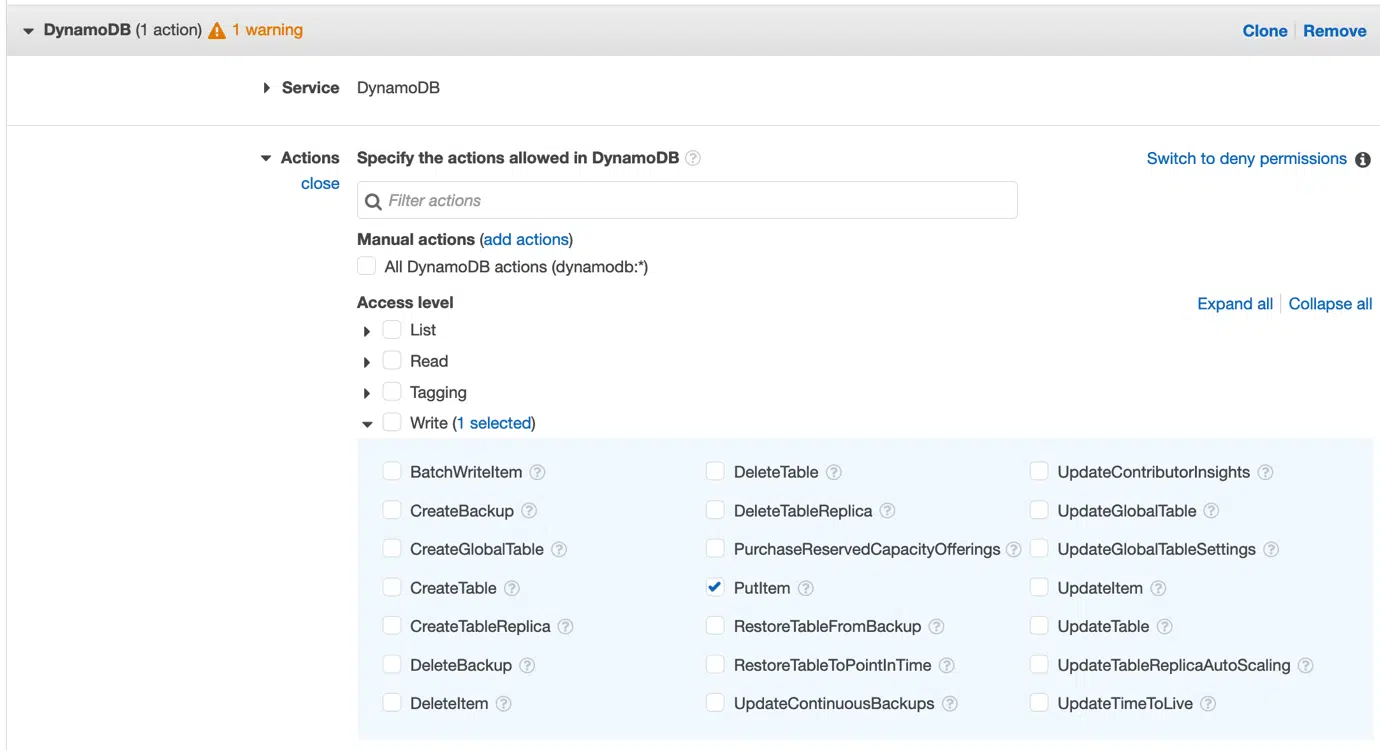 DynamoDB (1 action) 1 warning Clone Remove
Service DynamoDB
Actions Specify the actions allowed in DynamoDB ? Switch to deny permissions i
close
Filter actions
Manual actions (add actions)
All DynamoDB actions (dynamodb:*)
Access level Expand all Collapse all
List
Read
Tagging
Write (1 selected)
BatchWriteItem ? DeleteTable ? UpdateContributorInsights ?
CreateBackup ? DeleteTableReplica ? UpdateGlobalTable ?
CreateGlobalTable ? PurchaseReservedCapacityOfferings ? UpdateGlobalTableSettings ?
CreateTable ? PutItem ? UpdateItem ?
CreateTableReplica ? RestoreTableFromBackup ? UpdateTable ?
DeleteBackup ? RestoreTableToPointInTime ? UpdateTableReplicaAutoScaling ?
DeleteItem ? UpdateContinuousBackups ? UpdateTimeToLive ?